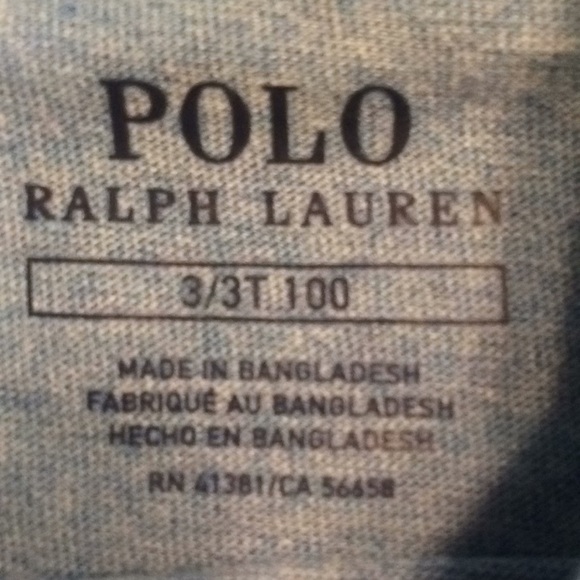 POLO
RALPH LAUREN
3/3T 100
MADE IN BANGLADESH
FABRIQUÉ AU BANGLADESH
HECHO EN BANGLADESH
RN 41381/CA 56658